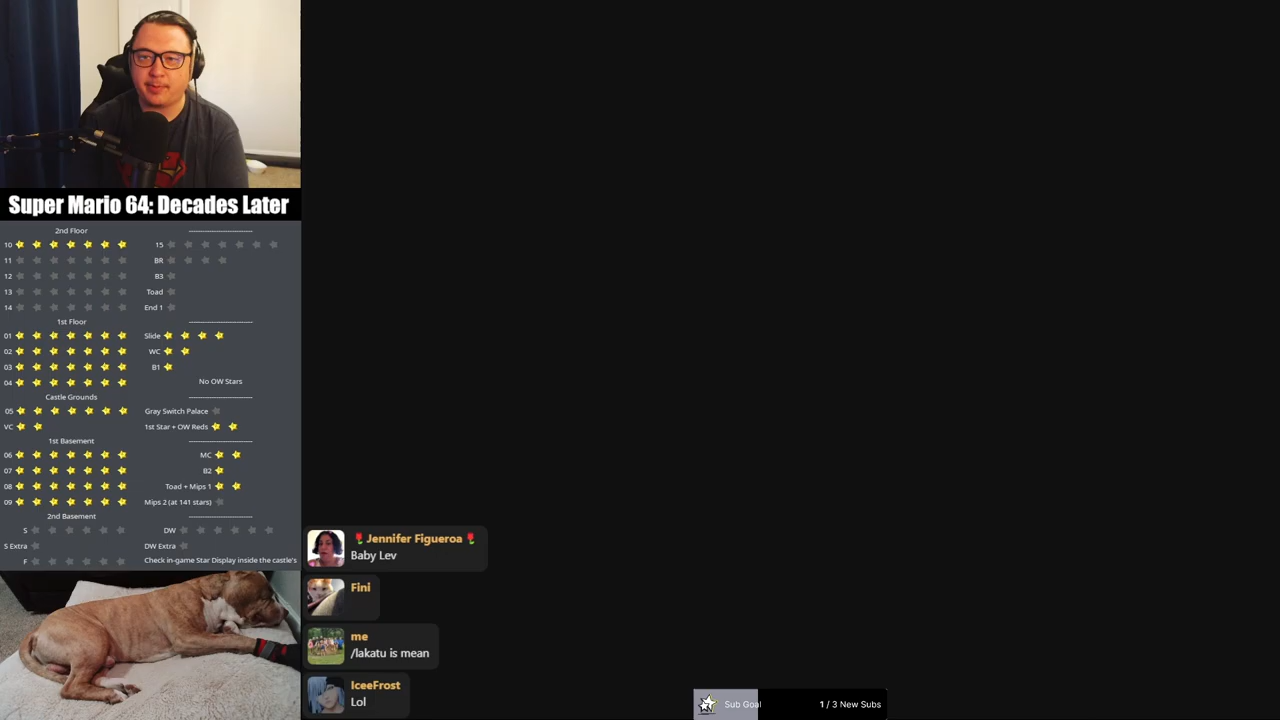 Super Mario 64: Decades Later
2nd Floor
10
11
12
13
14
15
BR
B3
Toad
End 1
1st Floor
01
02
03
04
Slide
WC
B1
No OW Stars
Castle Grounds
05
VC
Gray Switch Palace
1st Star + OW Reds
1st Basement
06
07
08
09
MC
B2
Toad + Mips 1
Mips 2 (at 141 stars)
2nd Basement
S
S Extra
F
DW
DW Extra
Check in-game Star Display inside the castle's
Jennifer Figueroa
Baby Lev
Fini
me
/lakatu is mean
IceeFrost
Lol
Sub Goal
1 / 3 New Subs